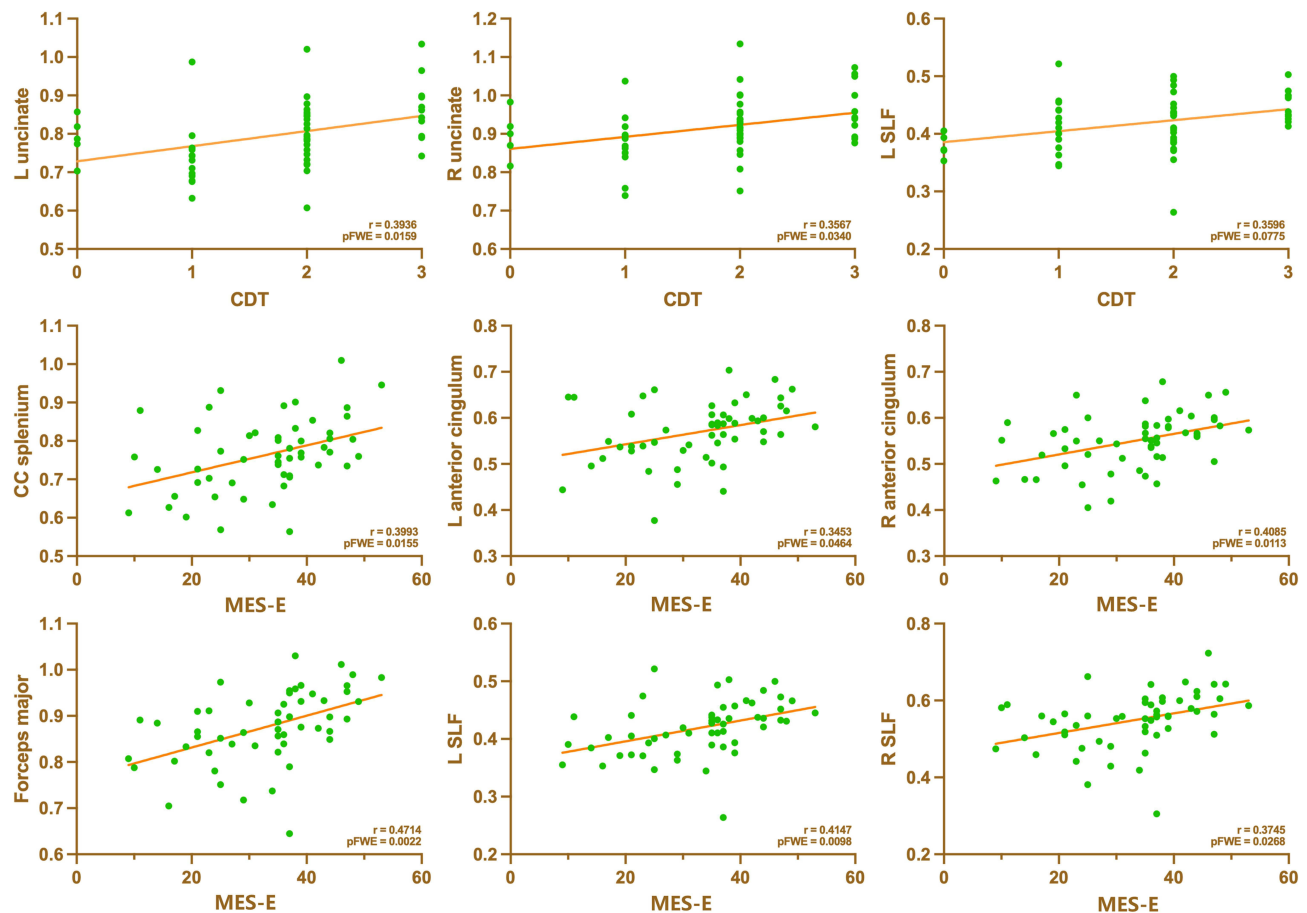 L uncinate
1.1
1.0
0.9
0.8
0.7
0.6
0.5
r = 0.3936
pFWE = 0.0159
0 1 2 3
CDT
R uncinate
1.2
1.1
1.0
0.9
0.8
0.7
0.6
r = 0.3567
pFWE = 0.0340
0 1 2 3
CDT
L SLF
0.6
0.5
0.4
0.3
0.2
r = 0.3596
pFWE = 0.0775
0 1 2 3
CDT
CC splenium
1.1
1.0
0.9
0.8
0.7
0.6
0.5
r = 0.3993
pFWE = 0.0155
0 20 40 60
MES-E
L anterior cingulum
0.8
0.7
0.6
0.5
0.4
0.3
r = 0.3453
pFWE = 0.0464
0 20 40 60
MES-E
R anterior cingulum
0.8
0.7
0.6
0.5
0.4
0.3
r = 0.4085
pFWE = 0.0113
0 20 40 60
MES-E
Forceps major
1.1
1.0
0.9
0.8
0.7
0.6
r = 0.4714
pFWE = 0.0022
0 20 40 60
MES-E
L SLF
0.6
0.5
0.4
0.3
0.2
r = 0.4147
pFWE = 0.0098
0 20 40 60
MES-E
R SLF
0.8
0.6
0.4
0.2
r = 0.3745
pFWE = 0.0268
0 20 40 60
MES-E